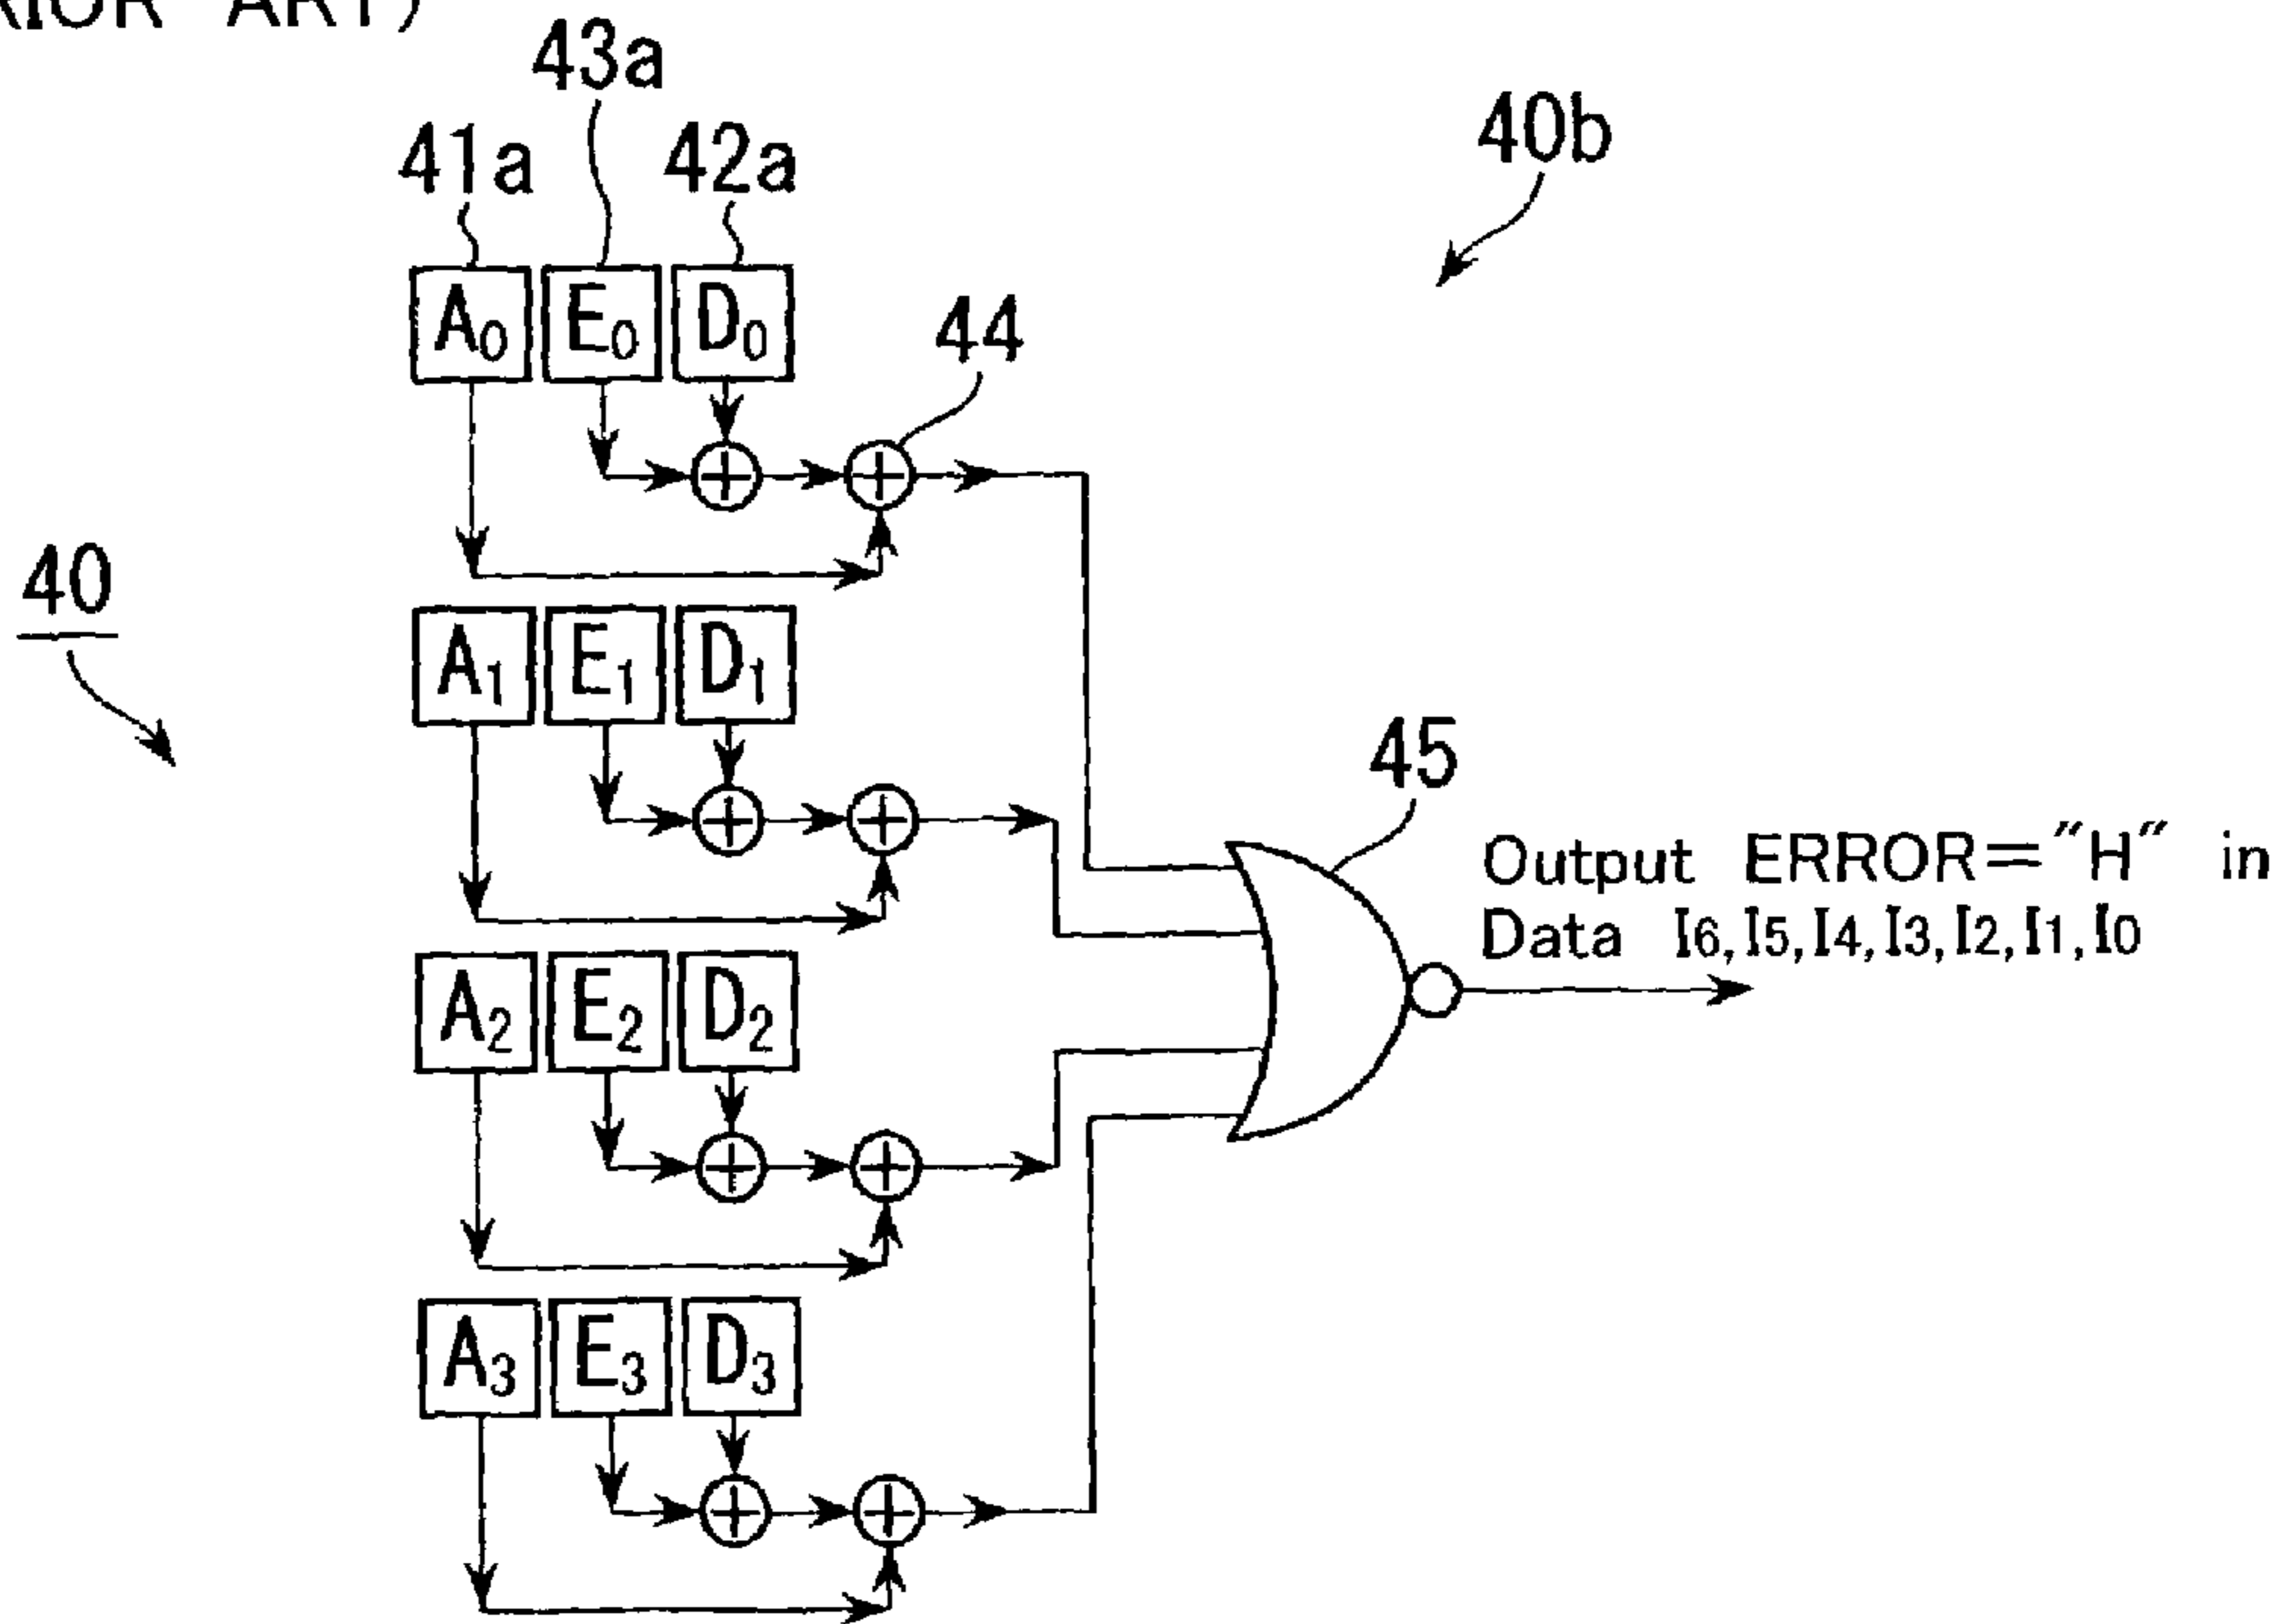 RIOR ART)
43a
41a 42a
40b
A0 E0 D0
44
40
A1 E1 D1
45
Output ERROR="H" in
Data I6,I5,I4,I3,I2,I1,I0
A2 E2 D2
A3 E3 D3